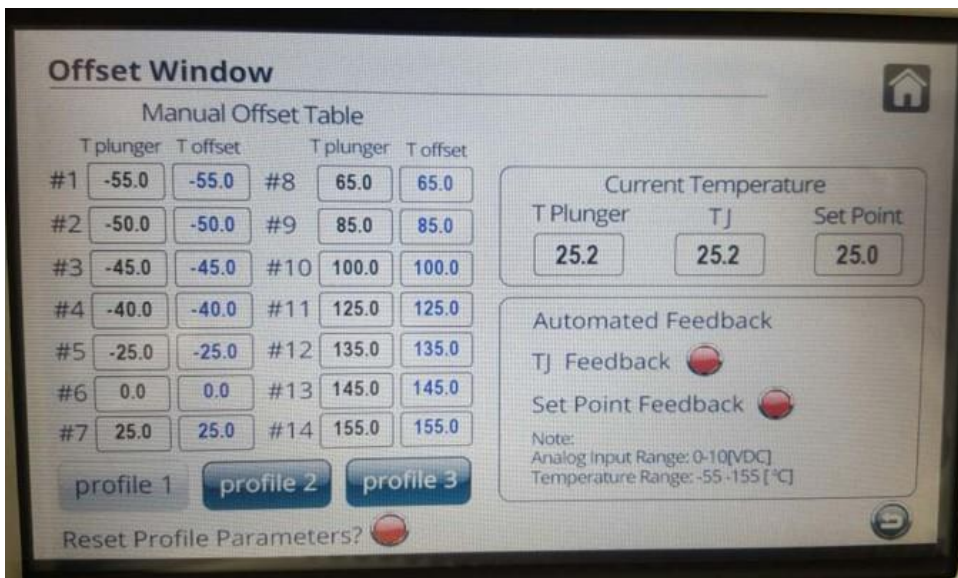 Offset Window
Manual Offset Table
T plunger T offset T plunger T offset
#1 -55.0 -55.0 #8 65.0 65.0
#2 -50.0 -50.0 #9 85.0 85.0
#3 -45.0 -45.0 #10 100.0 100.0
#4 -40.0 -40.0 #11 125.0 125.0
#5 -25.0 -25.0 #12 135.0 135.0
#6 0.0 0.0 #13 145.0 145.0
#7 25.0 25.0 #14 155.0 155.0
profile 1 profile 2 profile 3
Reset Profile Parameters?
Current Temperature
T Plunger TJ Set Point
25.2 25.2 25.0
Automated Feedback
TJ Feedback
Set Point Feedback
Note:
Analog Input Range: 0-10[VDC]
Temperature Range: -55 -155 [ °C]